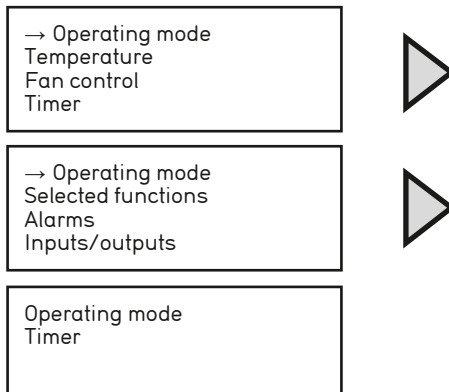 → Operating mode
Temperature
Fan control
Timer
→ Operating mode
Selected functions
Alarms
Inputs/outputs
Operating mode
Timer